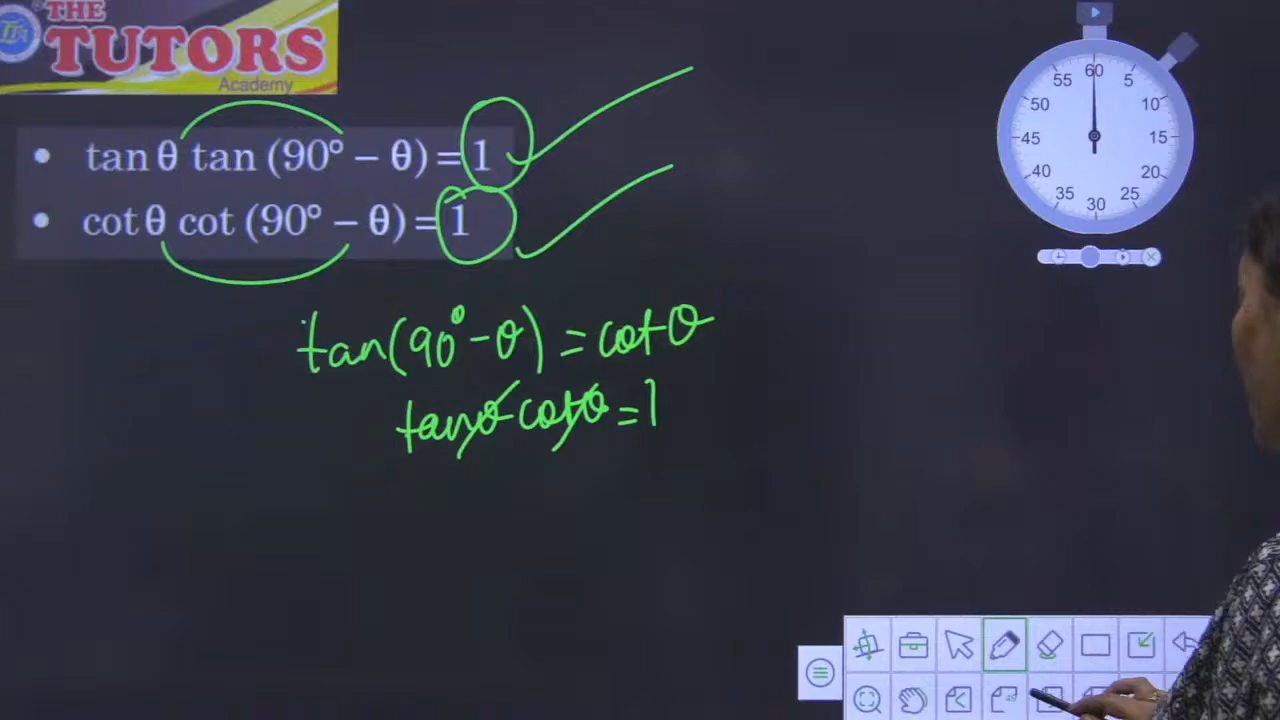 THE
TUTORS
Academy
• tan θ tan (90° − θ) = 1
• cot θ cot (90° − θ) = 1
tan(90° − θ) = cot θ
tanθ cotθ = 1
60
55 5
50 10
45 15
40 20
35 25
30